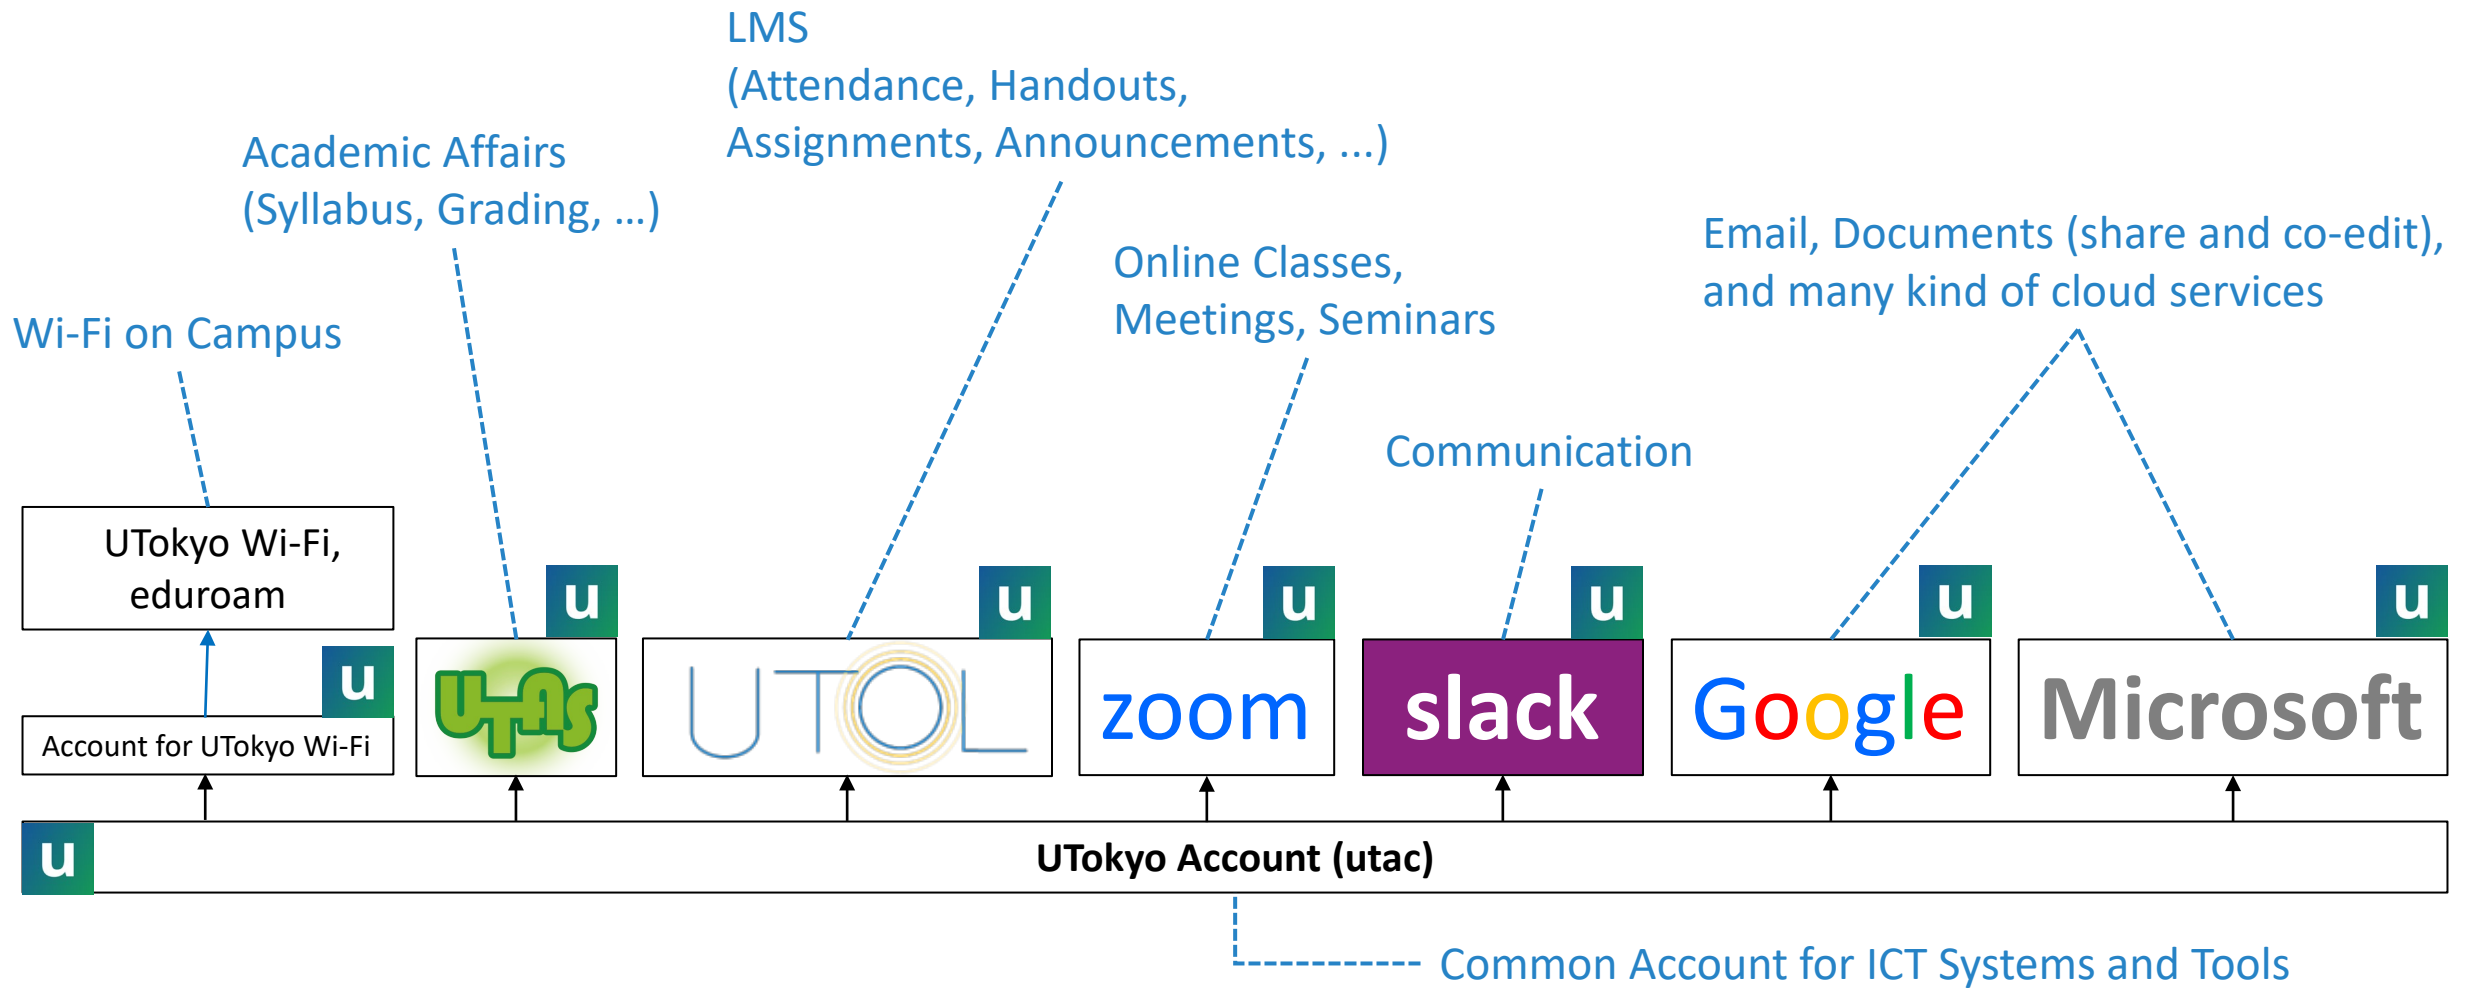 LMS
(Attendance, Handouts,
Assignments, Announcements, ...)
Academic Affairs
(Syllabus, Grading, …)
Email, Documents (share and co-edit),
and many kind of cloud services
Online Classes,
Meetings, Seminars
Wi-Fi on Campus
Communication
UTokyo Wi-Fi,
eduroam
u
u
u
u
u
u
u
Account for UTokyo Wi-Fi
UTAS
UTOL
zoom
slack
Google
Microsoft
u
UTokyo Account (utac)
Common Account for ICT Systems and Tools